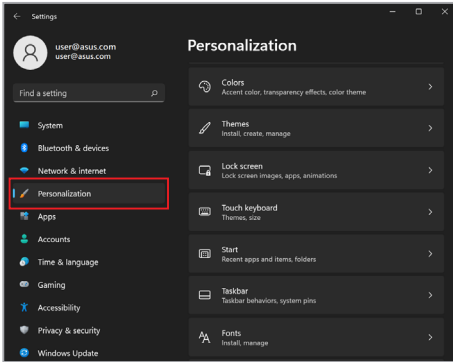 Settings
user@asus.com
user@asus.com
Find a setting
System
Bluetooth & devices
Network & internet
Personalization
Apps
Accounts
Time & language
Gaming
Accessibility
Privacy & security
Windows Update
Personalization
Colors
Accent color, transparency effects, color theme
Themes
Install, create, manage
Lock screen
Lock screen images, apps, animations
Touch keyboard
Themes, size
Start
Recent apps and items, folders
Taskbar
Taskbar behaviors, system pins
Fonts
Install, manage